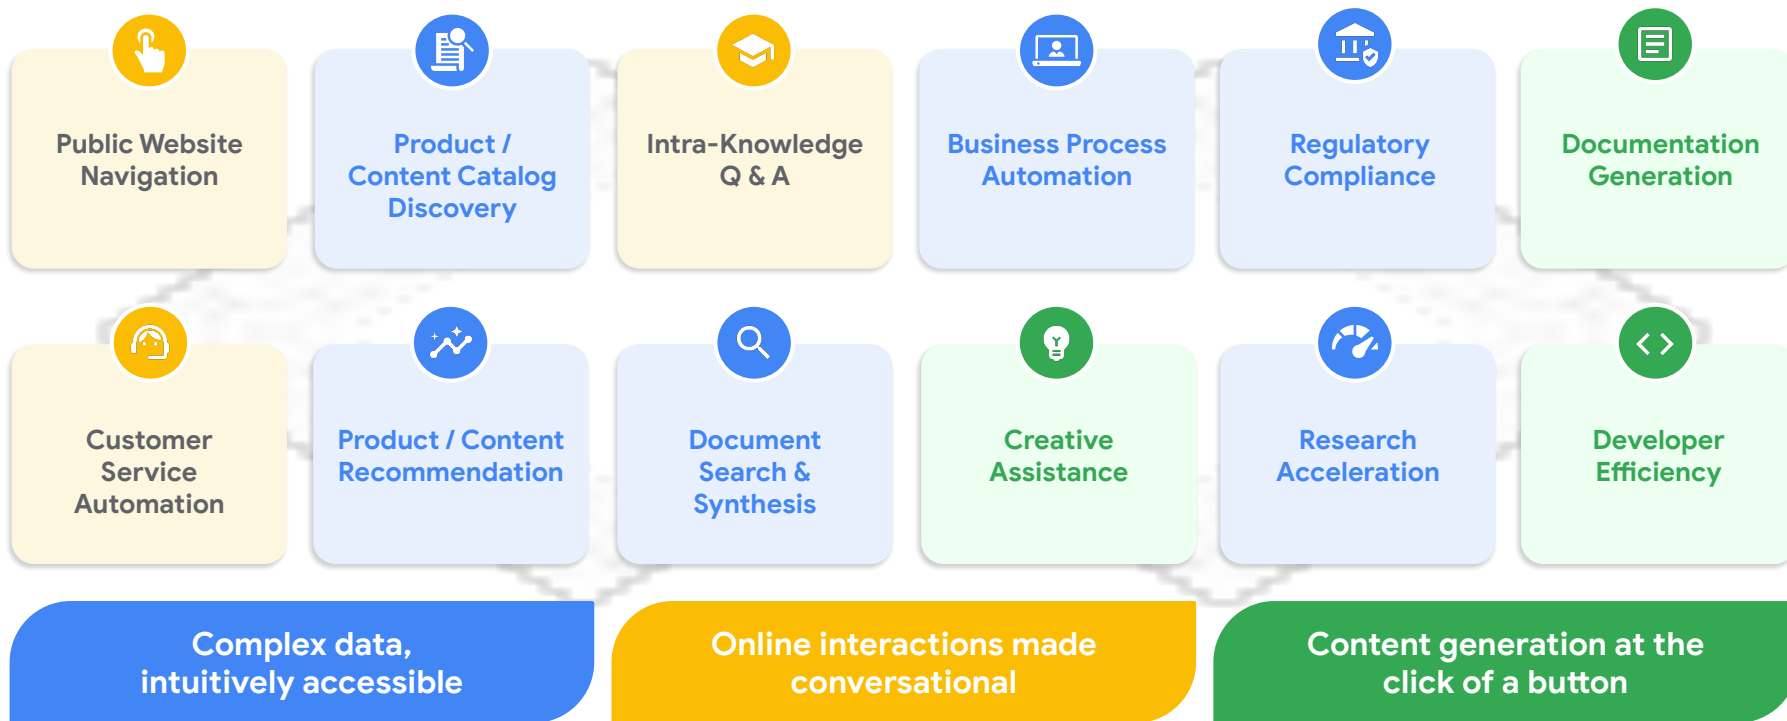 Public Website
Navigation
Product /
Content Catalog
Discovery
Intra-Knowledge
Q & A
Business Process
Automation
Regulatory
Compliance
Documentation
Generation
Customer
Service
Automation
Product / Content
Recommendation
Document
Search &
Synthesis
Creative
Assistance
Research
Acceleration
Developer
Efficiency
Complex data,
intuitively accessible
Online interactions made
conversational
Content generation at the
click of a button